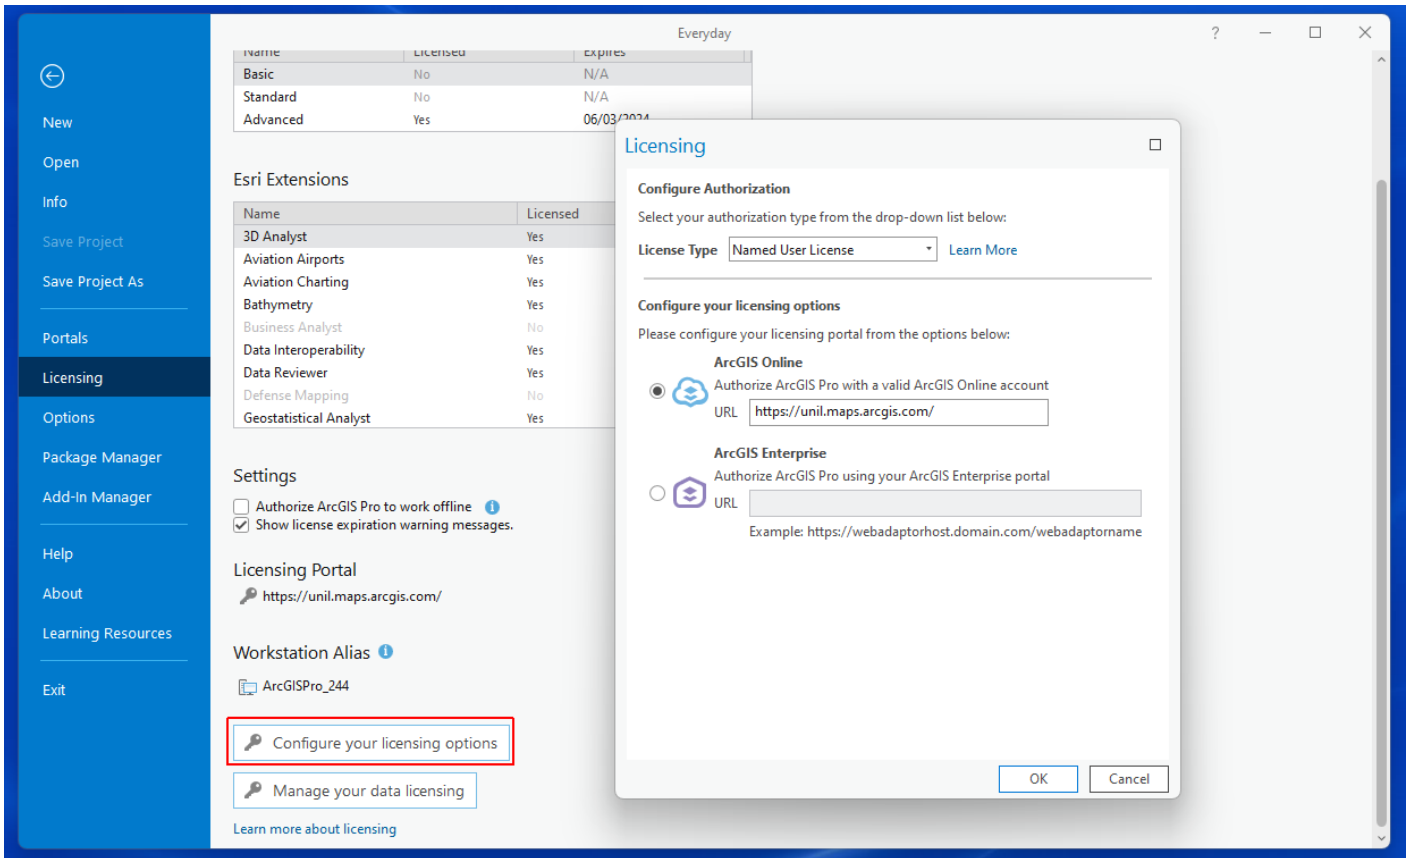 Everyday
?
New
Open
Info
Save Project
Save Project As
Portals
Licensing
Options
Package Manager
Add-In Manager
Help
About
Learning Resources
Exit
Name Licensed Expires
Basic No N/A
Standard No N/A
Advanced Yes 06/03/2024
Esri Extensions
Name Licensed
3D Analyst Yes
Aviation Airports Yes
Aviation Charting Yes
Bathymetry Yes
Business Analyst No
Data Interoperability Yes
Data Reviewer Yes
Defense Mapping No
Geostatistical Analyst Yes
Settings
Authorize ArcGIS Pro to work offline
Show license expiration warning messages.
Licensing Portal
https://unil.maps.arcgis.com/
Workstation Alias
ArcGISPro_244
Configure your licensing options
Manage your data licensing
Learn more about licensing
Licensing
Configure Authorization
Select your authorization type from the drop-down list below:
License Type Named User License Learn More
Configure your licensing options
Please configure your licensing portal from the options below:
ArcGIS Online
Authorize ArcGIS Pro with a valid ArcGIS Online account
URL https://unil.maps.arcgis.com/
ArcGIS Enterprise
Authorize ArcGIS Pro using your ArcGIS Enterprise portal
URL
Example: https://webadaptorhost.domain.com/webadaptorname
OK Cancel